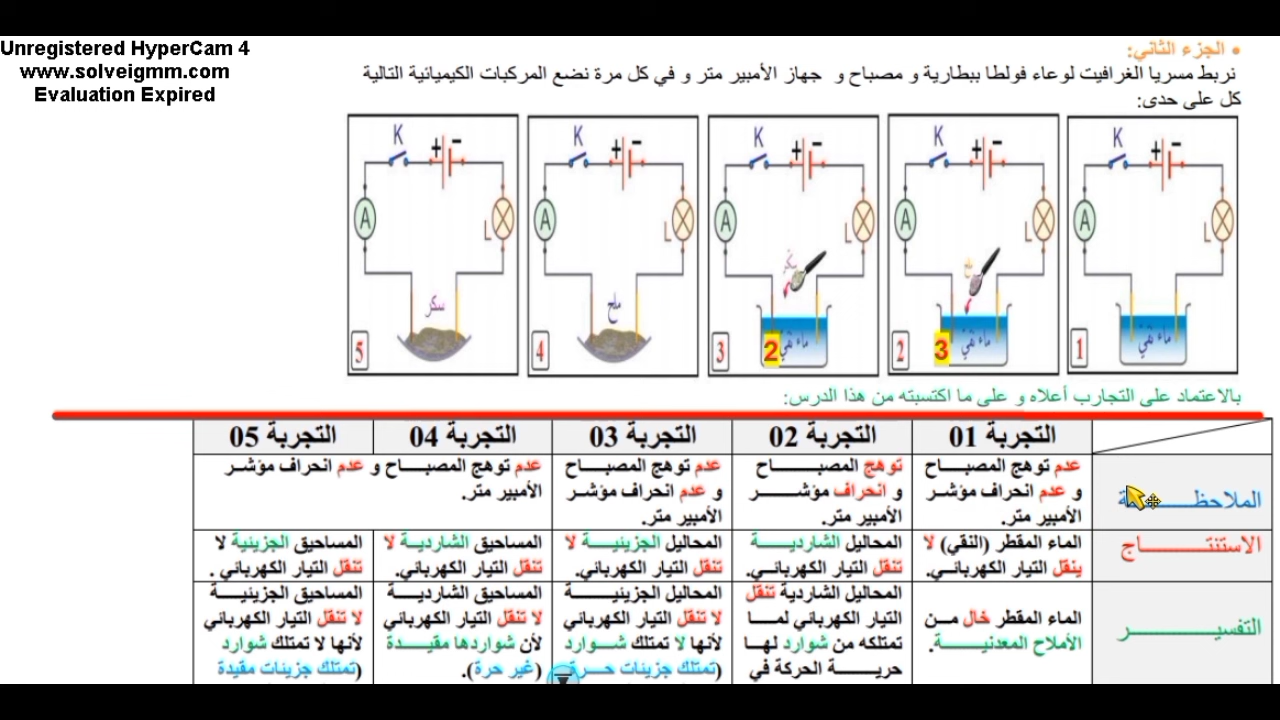 Unregistered HyperCam 4
www.solveigmm.com
Evaluation Expired
• الجزء الثاني:
نربط مسريا الغرافيت لوعاء فولطا ببطارية و مصباح و جهاز الأمبير متر و في كل مرة نضع المركبات الكيميائية التالية
كل على حدى:
K + - A L ماء نقي 1
K + - A L ملح ماء نقي 3 2
K + - A L سكر ماء نقي 2 3
K + - A L ملح 4
K + - A L سكر 5
بالاعتماد على التجارب أعلاه و على ما اكتسبته من هذا الدرس:
التجربة 01 التجربة 02 التجربة 03 التجربة 04 التجربة 05
الملاحظة
عدم توهج المصباح
و عدم انحراف مؤشر
الأمبير متر.
توهج المصباح
و انحراف مؤشر
الأمبير متر.
عدم توهج المصباح
و عدم انحراف مؤشر
الأمبير متر.
عدم توهج المصباح و عدم انحراف مؤشر
الأمبير متر.
الاستنتاج
الماء المقطر (النقي) لا
ينقل التيار الكهربائي.
المحاليل الشاردية
تنقل التيار الكهربائي.
المحاليل الجزيئية لا
تنقل التيار الكهربائي.
المساحيق الشاردية لا
تنقل التيار الكهربائي.
المساحيق الجزيئية لا
تنقل التيار الكهربائي.
التفسير
الماء المقطر خال من
الأملاح المعدنية.
المحاليل الشاردية تنقل
التيار الكهربائي لما
تمتلكه من شوارد لها
حرية الحركة في
المحاليل الجزيئية
لا تنقل التيار الكهربائي
لأنها لا تمتلك شوارد
(تمتلك جزيئات حرة
المساحيق الشاردية
لا تنقل التيار الكهربائي
لأن شواردها مقيدة
(غير حرة).
المساحيق الجزيئية
لا تنقل التيار الكهربائي
لأنها لا تمتلك شوارد
(تمتلك جزيئات مقيدة